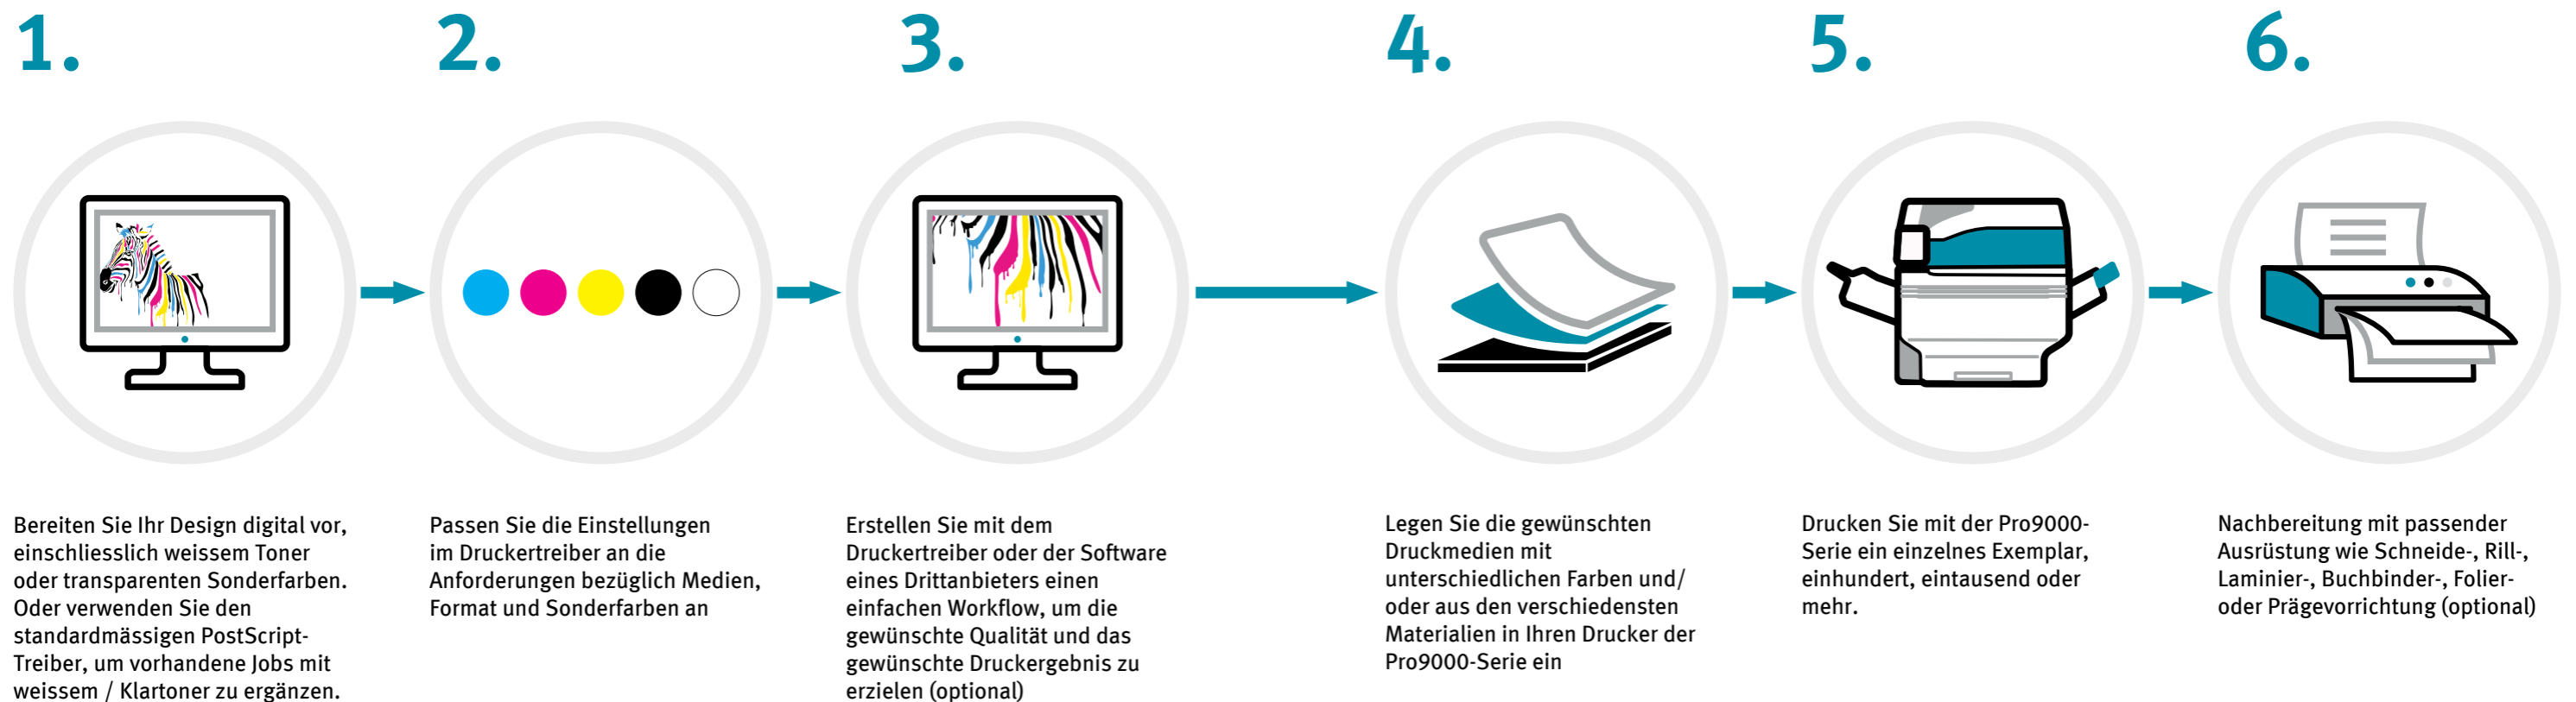 1.
Bereiten Sie Ihr Design digital vor,
einschliesslich weissem Toner
oder transparenten Sonderfarben.
Oder verwenden Sie den
standardmässigen PostScript-
Treiber, um vorhandene Jobs mit
weissem / Klartoner zu ergänzen.
2.
Passen Sie die Einstellungen
im Druckertreiber an die
Anforderungen bezüglich Medien,
Format und Sonderfarben an
3.
Erstellen Sie mit dem
Druckertreiber oder der Software
eines Drittanbieters einen
einfachen Workflow, um die
gewünschte Qualität und das
gewünschte Druckergebnis zu
erzielen (optional)
4.
Legen Sie die gewünschten
Druckmedien mit
unterschiedlichen Farben und/
oder aus den verschiedensten
Materialien in Ihren Drucker der
Pro9000-Serie ein
5.
Drucken Sie mit der Pro9000-
Serie ein einzelnes Exemplar,
einhundert, eintausend oder
mehr.
6.
Nachbereitung mit passender
Ausrüstung wie Schneide-, Rill-,
Laminier-, Buchbinder-, Folier-
oder Prägevorrichtung (optional)